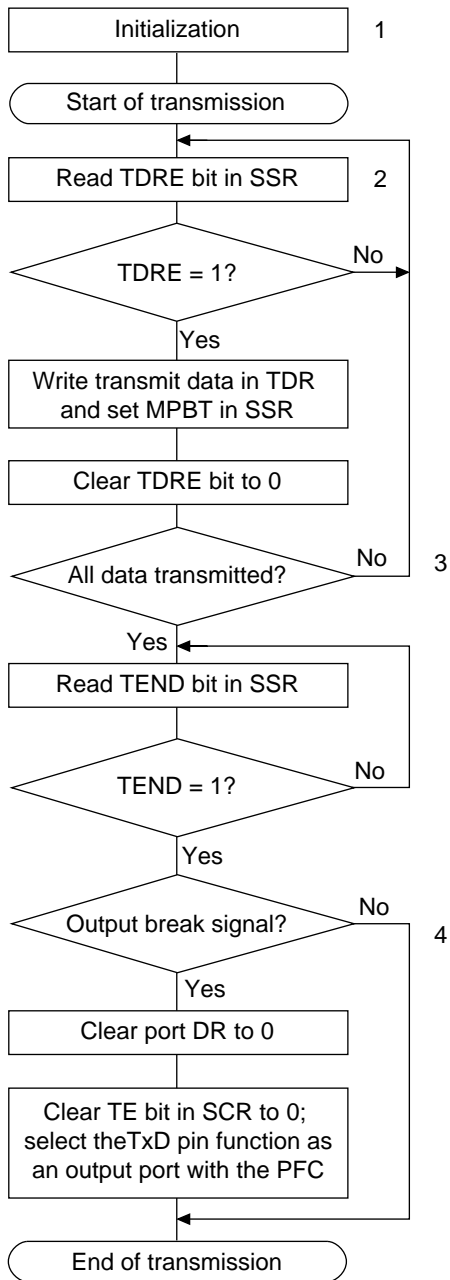 Initialization 1
Start of transmission
Read TDRE bit in SSR 2
TDRE = 1?
No
Yes
Write transmit data in TDR
and set MPBT in SSR
Clear TDRE bit to 0
All data transmitted?
No
3
Yes
Read TEND bit in SSR
TEND = 1?
No
Yes
Output break signal?
No
4
Yes
Clear port DR to 0
Clear TE bit in SCR to 0;
select theTxD pin function as
an output port with the PFC
End of transmission